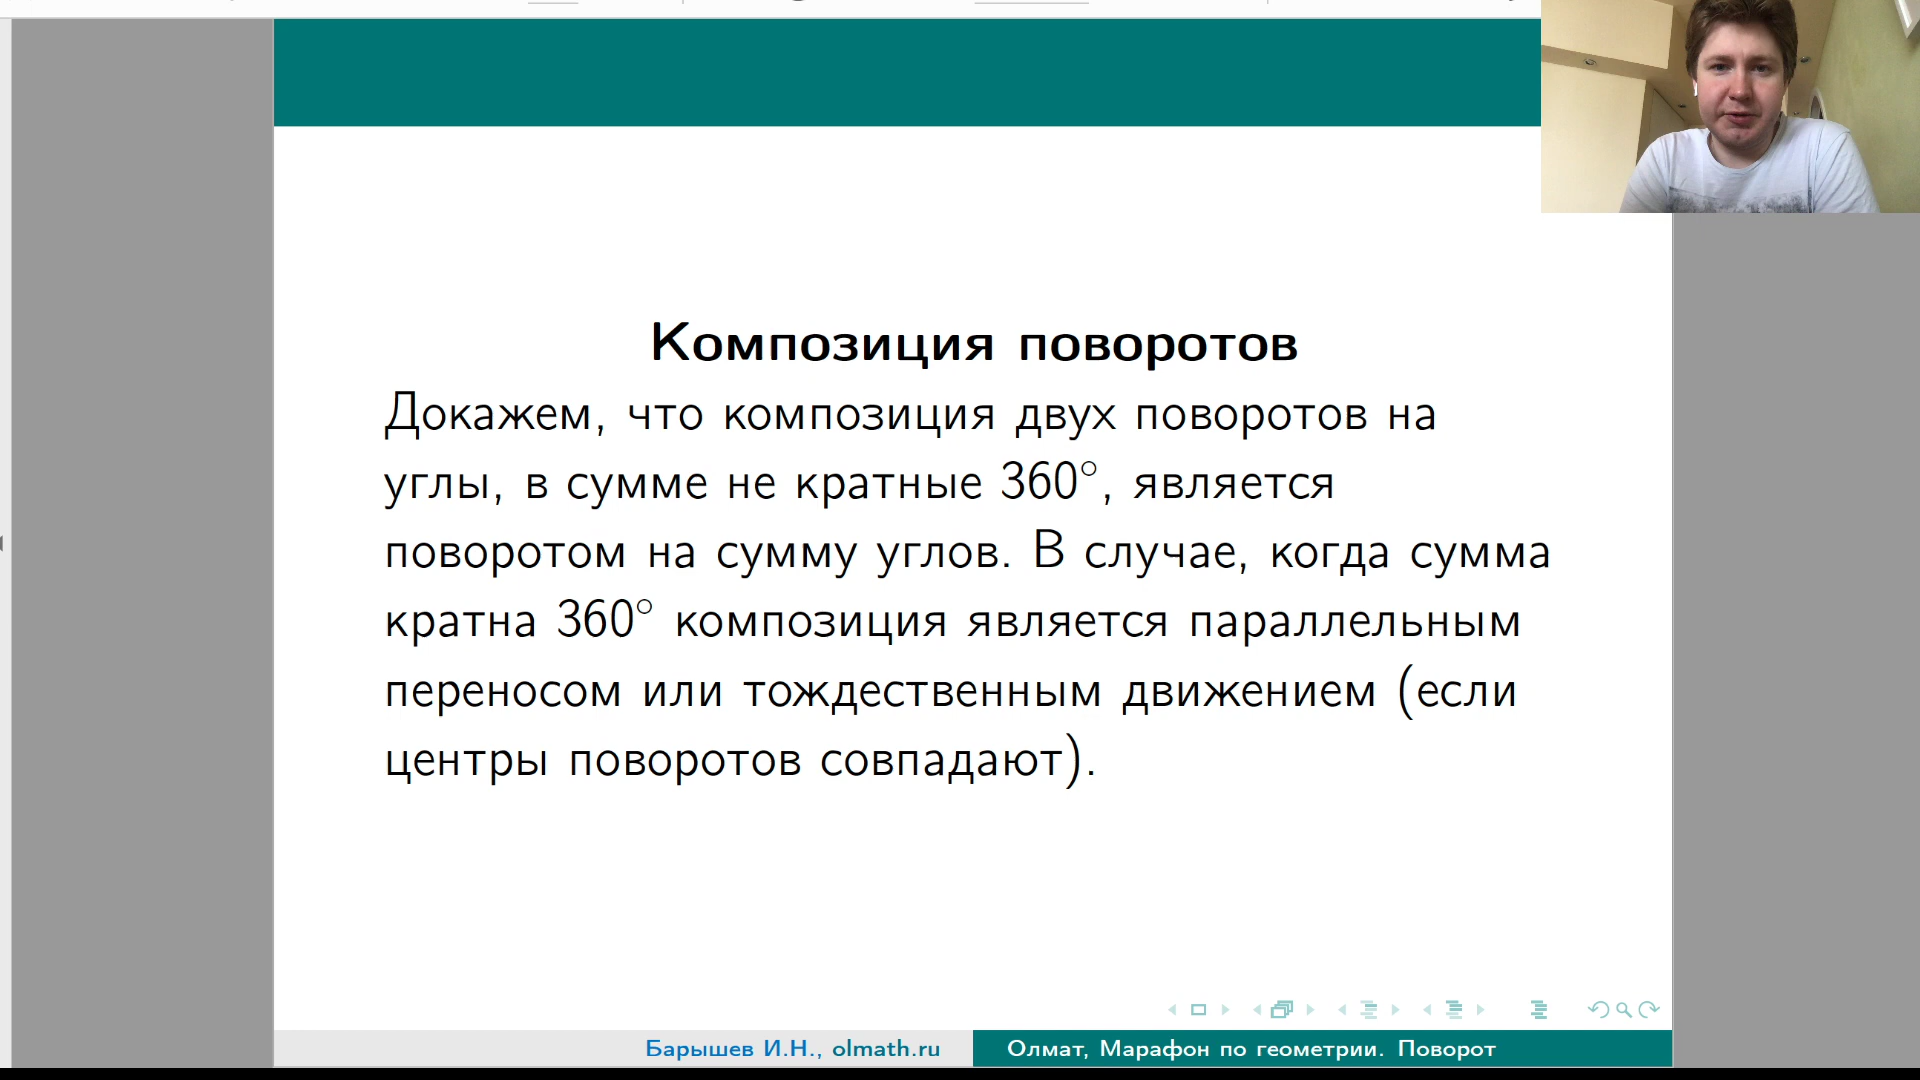 Композиция поворотов
Докажем, что композиция двух поворотов на
углы, в сумме не кратные 360°, является
поворотом на сумму углов. В случае, когда сумма
кратна 360° композиция является параллельным
переносом или тождественным движением (если
центры поворотов совпадают).
Барышев И.Н., olmath.ru
Олмат, Марафон по геометрии. Поворот